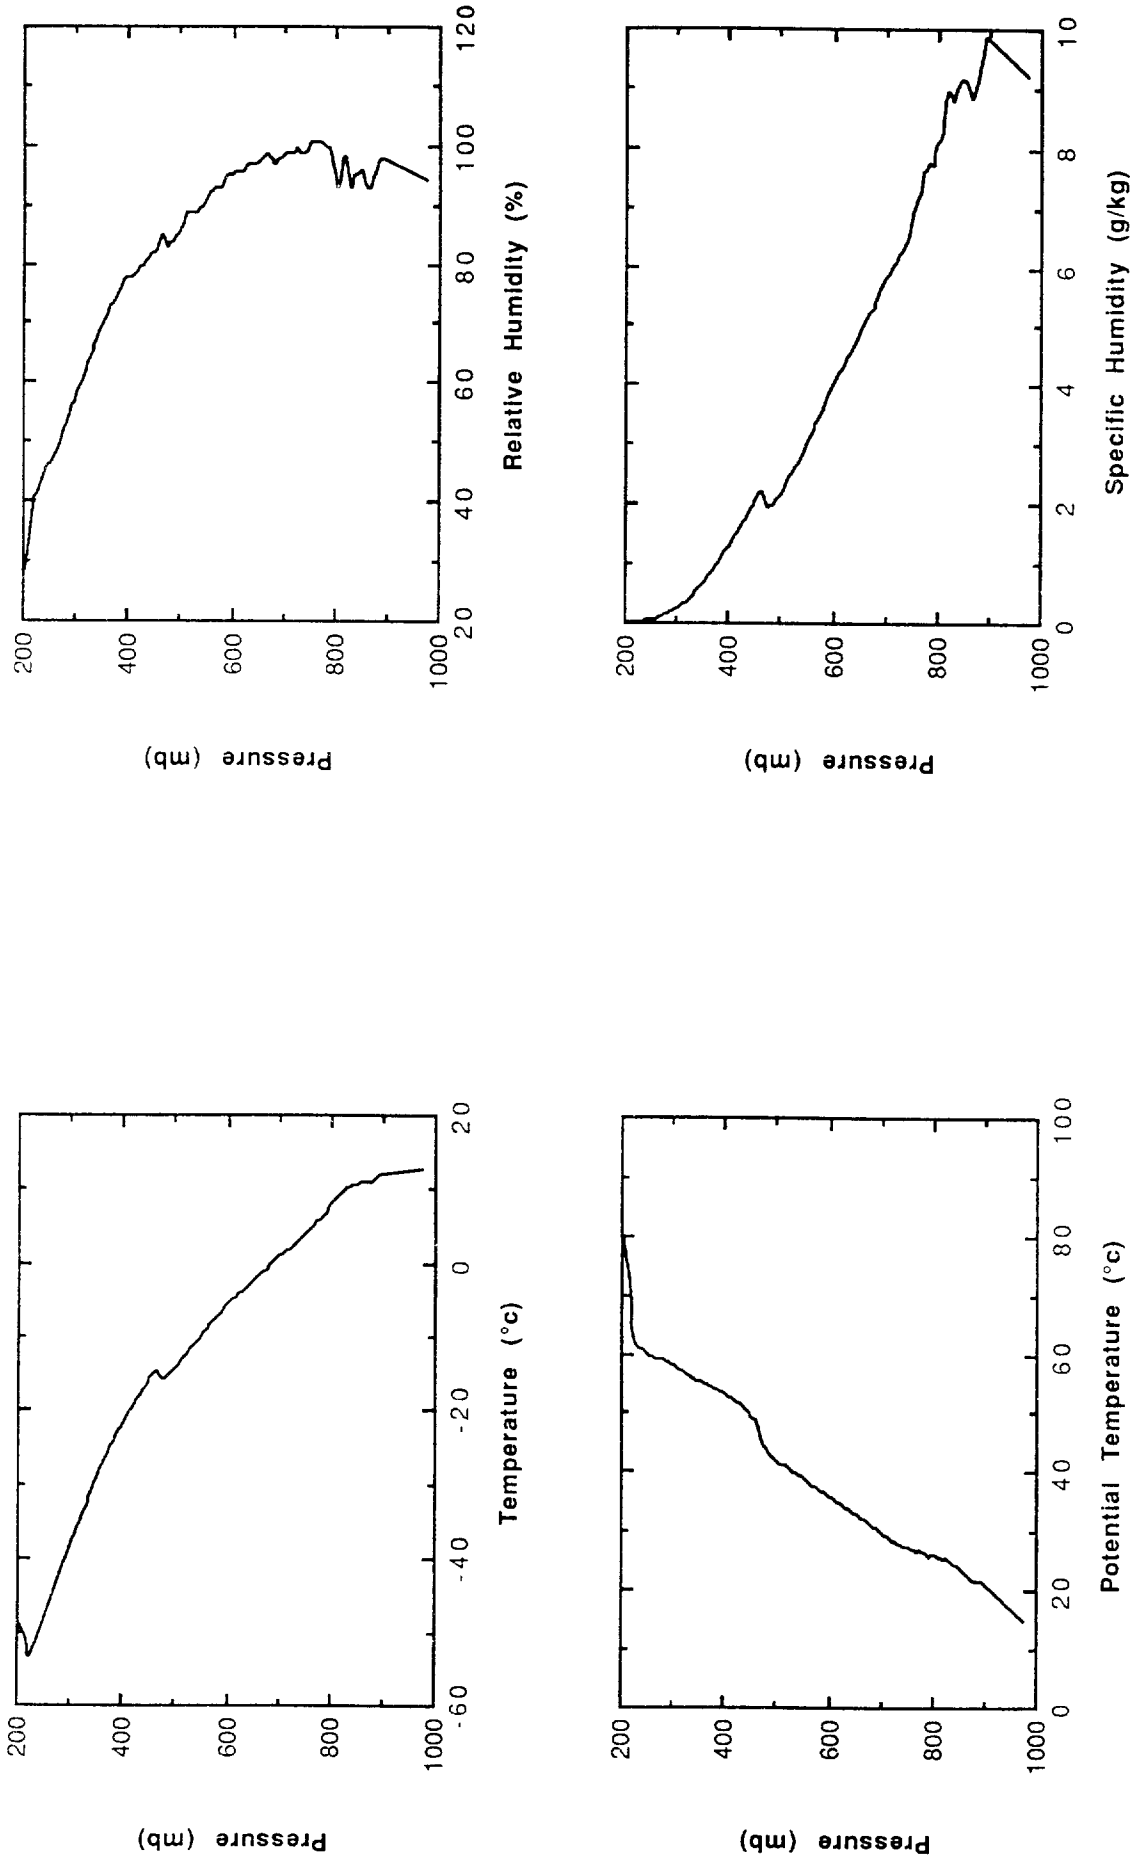 Pressure (mb)
200
400
600
800
1000
-60 -40 -20 0 20
Temperature (°c)
Pressure (mb)
200
400
600
800
1000
20 40 60 80 100 120
Relative Humidity (%)
Pressure (mb)
200
400
600
800
1000
0 20 40 60 80 100
Potential Temperature (°c)
Pressure (mb)
200
400
600
800
1000
0 2 4 6 8 10
Specific Humidity (g/kg)